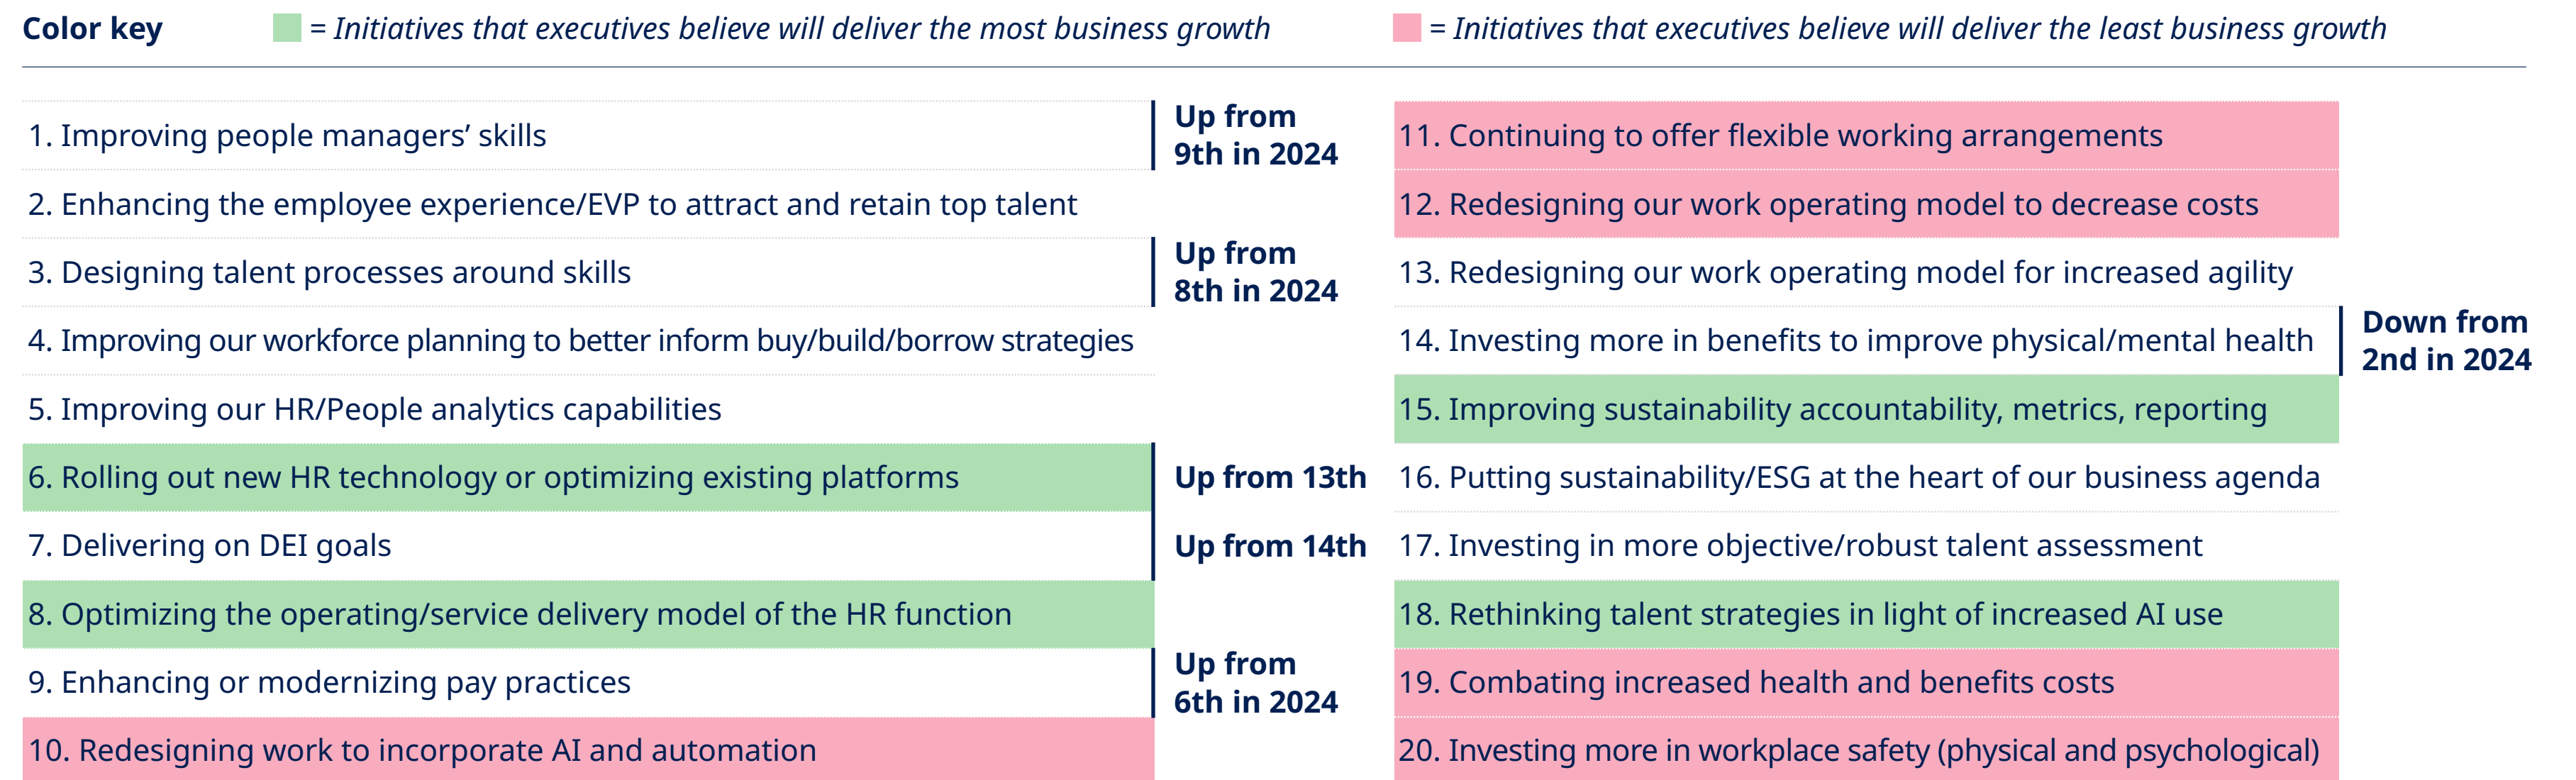 Color key
= Initiatives that executives believe will deliver the most business growth
= Initiatives that executives believe will deliver the least business growth
1. Improving people managers’ skills
Up from
9th in 2024
2. Enhancing the employee experience/EVP to attract and retain top talent
3. Designing talent processes around skills
Up from
8th in 2024
4. Improving our workforce planning to better inform buy/build/borrow strategies
5. Improving our HR/People analytics capabilities
6. Rolling out new HR technology or optimizing existing platforms
Up from 13th
7. Delivering on DEI goals
Up from 14th
8. Optimizing the operating/service delivery model of the HR function
9. Enhancing or modernizing pay practices
Up from
6th in 2024
10. Redesigning work to incorporate AI and automation
11. Continuing to offer flexible working arrangements
12. Redesigning our work operating model to decrease costs
13. Redesigning our work operating model for increased agility
14. Investing more in benefits to improve physical/mental health
Down from
2nd in 2024
15. Improving sustainability accountability, metrics, reporting
16. Putting sustainability/ESG at the heart of our business agenda
17. Investing in more objective/robust talent assessment
18. Rethinking talent strategies in light of increased AI use
19. Combating increased health and benefits costs
20. Investing more in workplace safety (physical and psychological)